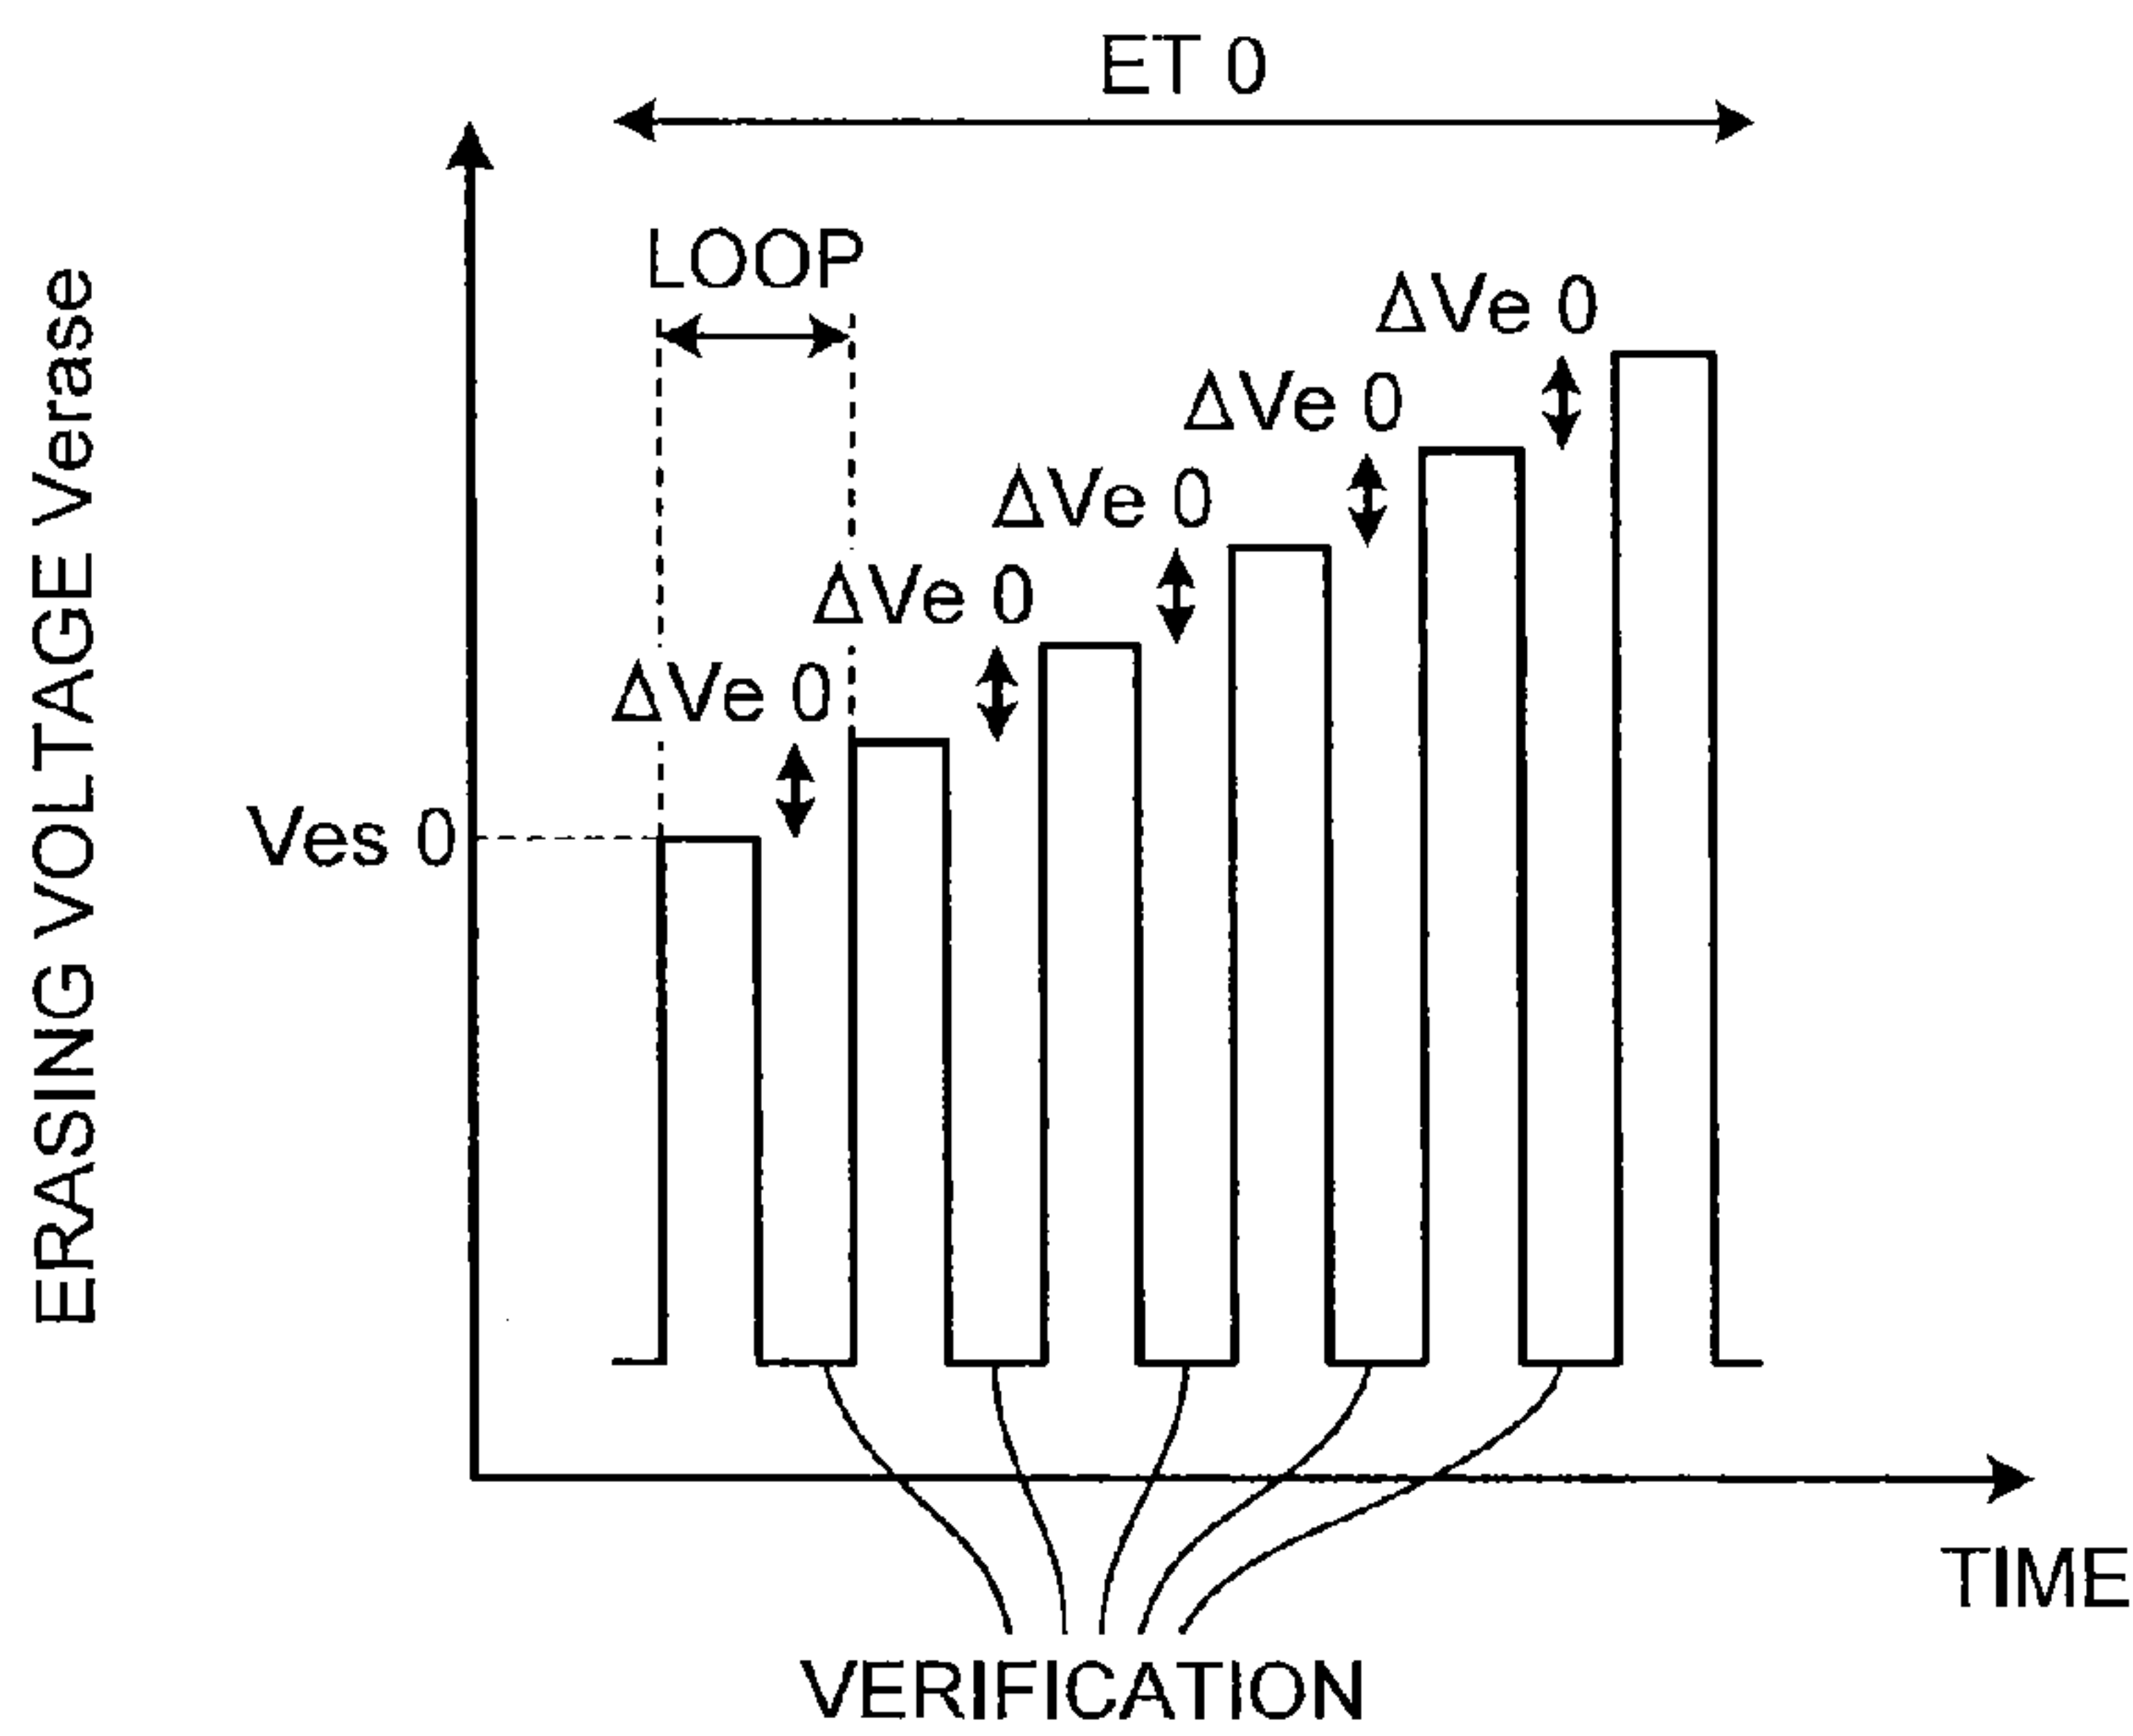 ET 0
LOOP
ΔVe 0
ΔVe 0
ΔVe 0
ΔVe 0
ΔVe 0
Ves 0
ERASING VOLTAGE Verase
TIME
VERIFICATION